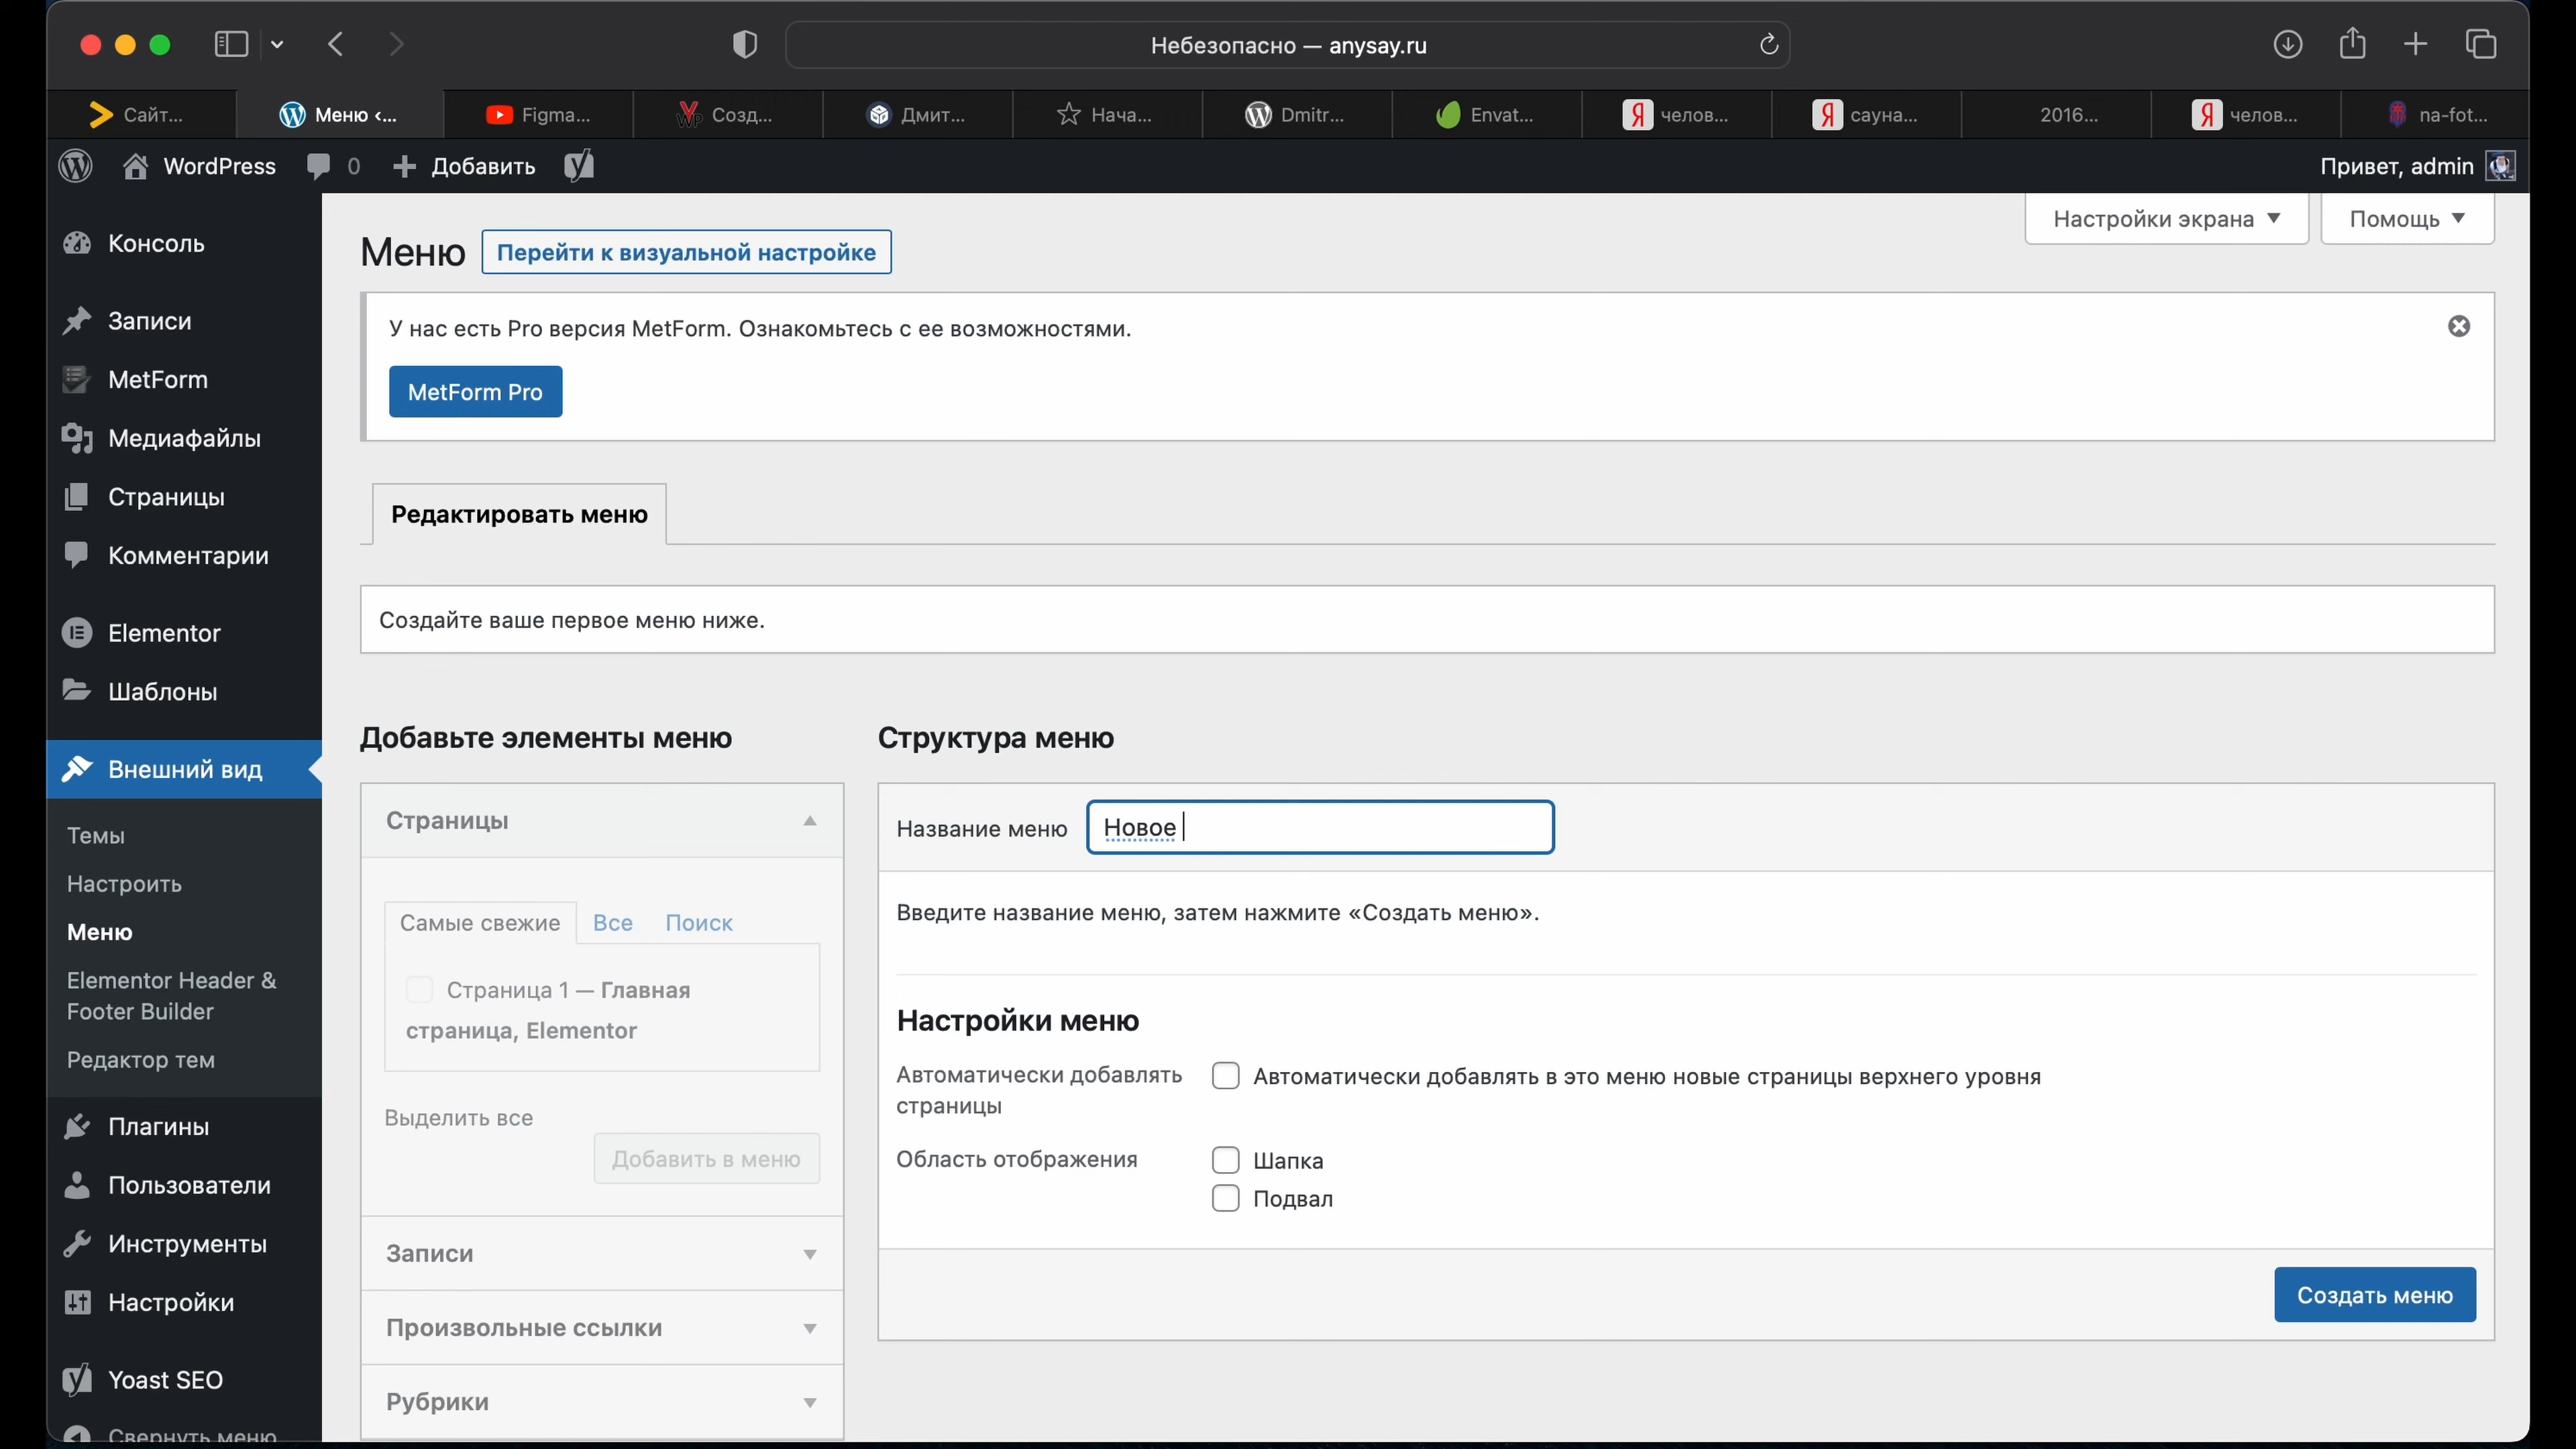 Небезопасно — anysay.ru
Сайт...
Меню <...
Figma...
Созд...
Дмит...
Нача...
Dmitr...
Envat...
челов...
сауна...
2016...
челов...
na-fot...
WordPress
0
Добавить
Привет, admin
Консоль
Записи
MetForm
Медиафайлы
Страницы
Комментарии
Elementor
Шаблоны
Внешний вид
Темы
Настроить
Меню
Elementor Header &
Footer Builder
Редактор тем
Плагины
Пользователи
Инструменты
Настройки
Yoast SEO
Свернуть меню
Настройки экрана
Помощь
Меню
Перейти к визуальной настройке
У нас есть Pro версия MetForm. Ознакомьтесь с ее возможностями.
MetForm Pro
Редактировать меню
Создайте ваше первое меню ниже.
Добавьте элементы меню
Страницы
Самые свежие
Все
Поиск
Страница 1 — Главная
страница, Elementor
Выделить все
Добавить в меню
Записи
Произвольные ссылки
Рубрики
Структура меню
Название меню
Новое
Введите название меню, затем нажмите «Создать меню».
Настройки меню
Автоматически добавлять
страницы
Автоматически добавлять в это меню новые страницы верхнего уровня
Область отображения
Шапка
Подвал
Создать меню